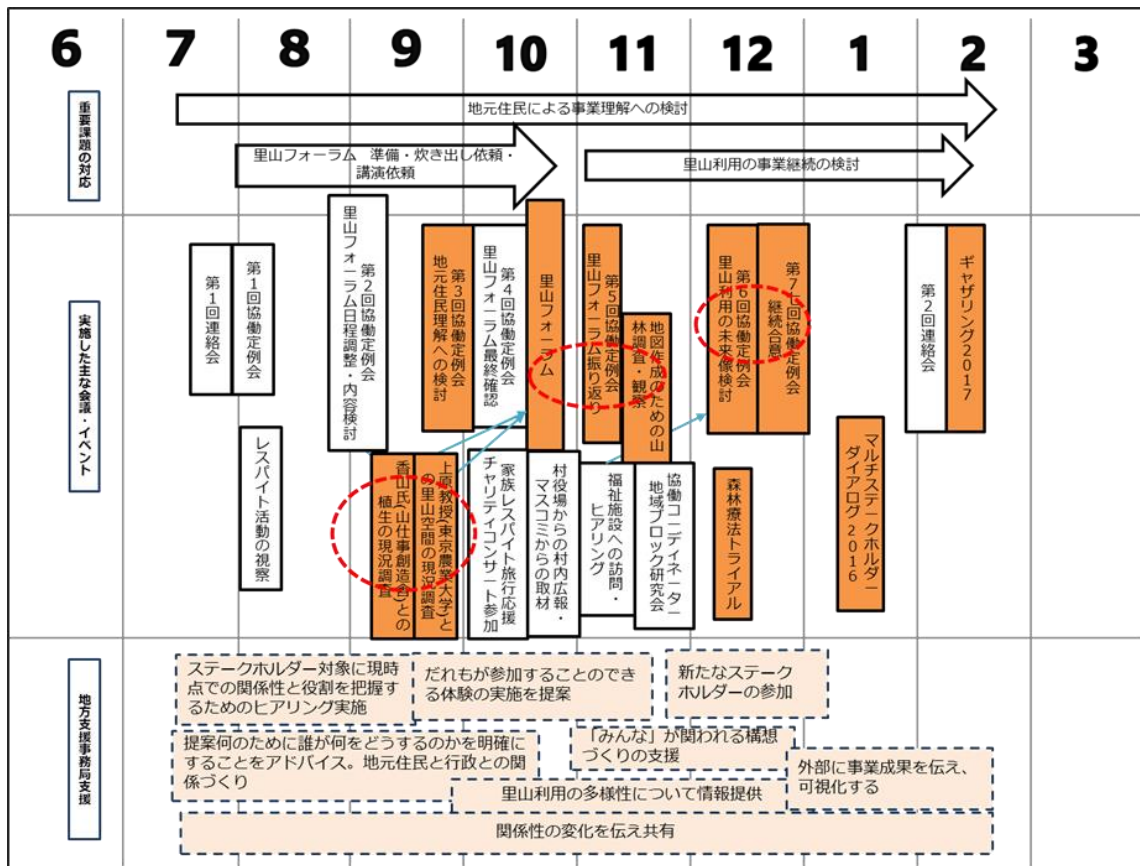 6
7
8
9
10
11
12
1
2
3
重要課題の対応
地元住民による事業理解への検討
里山フォーラム　準備・炊き出し依頼・
講演依頼
里山利用の事業継続の検討
実施した主な会議・イベント
第1回連絡会
第1回協働定例会
第2回協働定例会
里山フォーラム日程調整・内容検討
第3回協働定例会
地元住民理解への検討
第4回協働定例会
里山フォーラム最終確認
里山フォーラム
第5回協働定例会
里山フォーラム振り返り
地図作成のための山
林調査・観察
第6回協働定例会
里山利用の未来像検討
第7回協働定例会
継続合意
第2回連絡会
ギャザリング2017
レスパイト活動の視察
香山氏(山仕事創造舎)との
植生の現況調査
上原教授(東京農業大学)と
の里山空間の現況調査
家族レスパイト旅行応援
チャリティコンサート参加
村役場からの村内広報・
マスコミからの取材
福祉施設への訪問・
ヒアリング
協働コーディネーター
地域ブロック研究会
森林療法トライアル
マルチステークホルダー
ダイアログ2016
地方支援事務局支援
ステークホルダー対象に現時
点での関係性と役割を把握す
るためのヒアリング実施
だれもが参加することのでき
る体験の実施を提案
新たなステーク
ホルダーの参加
提案何のために誰が何をどうするのかを明確に
することをアドバイス。地元住民と行政との関
係づくり
「みんな」が関われる構想
づくりの支援
外部に事業成果を伝え、
可視化する
里山利用の多様性について情報提供
関係性の変化を伝え共有